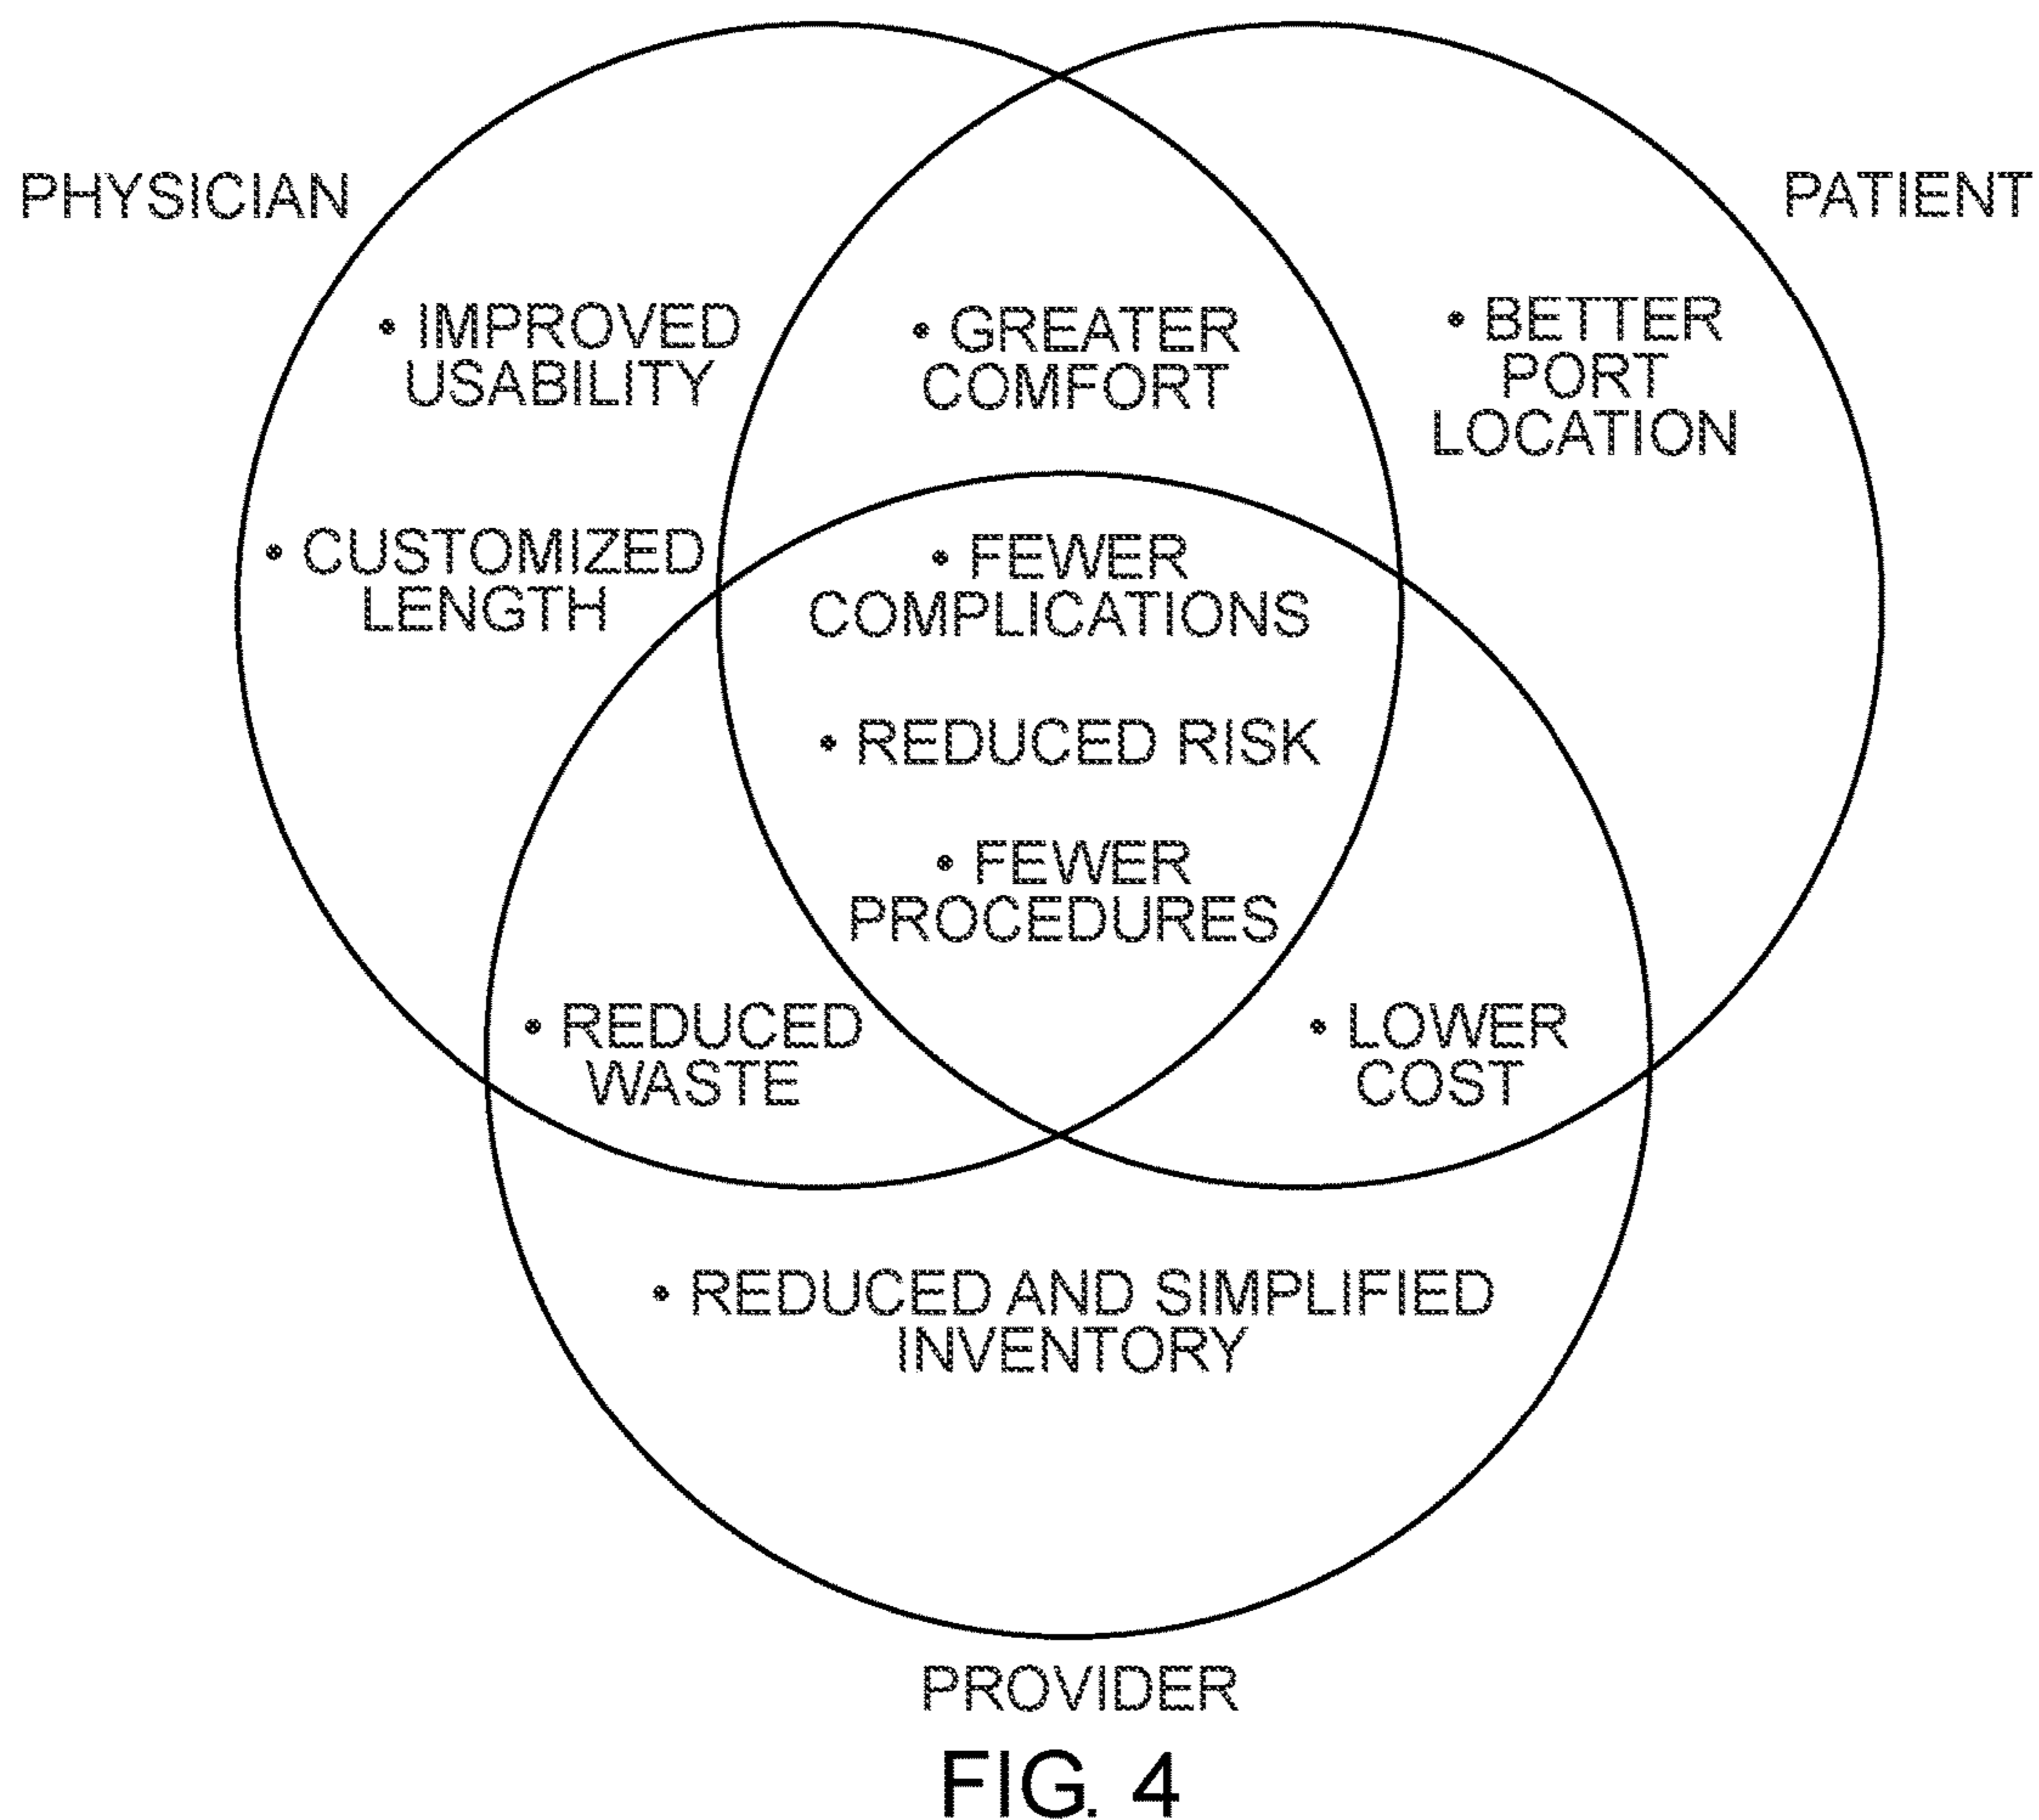 PHYSICIAN
PATIENT
• IMPROVED
USABILITY
• GREATER
COMFORT
• BETTER
PORT
LOCATION
• CUSTOMIZED
LENGTH
• FEWER
COMPLICATIONS
• REDUCED RISK
• FEWER
PROCEDURES
• REDUCED
WASTE
• LOWER
COST
• REDUCED AND SIMPLIFIED
INVENTORY
PROVIDER
FIG. 4